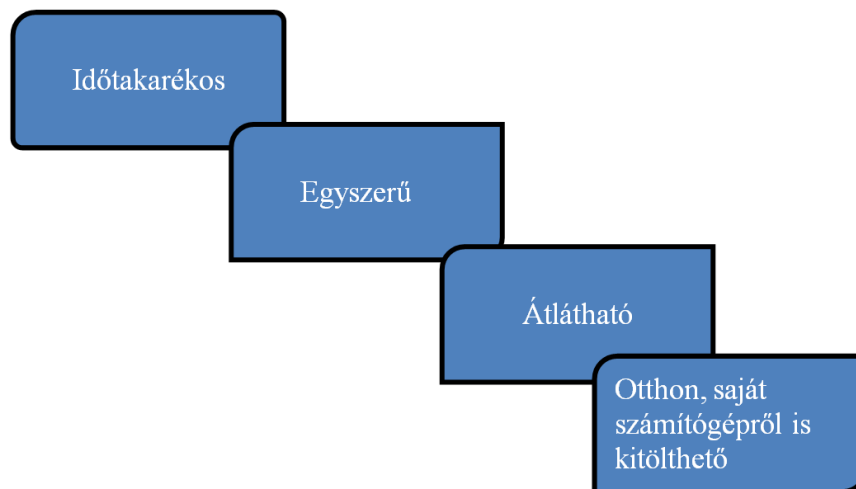 Időtakarékos
Egyszerű
Átlátható
Otthon, saját
számítógépről is
kitölthető